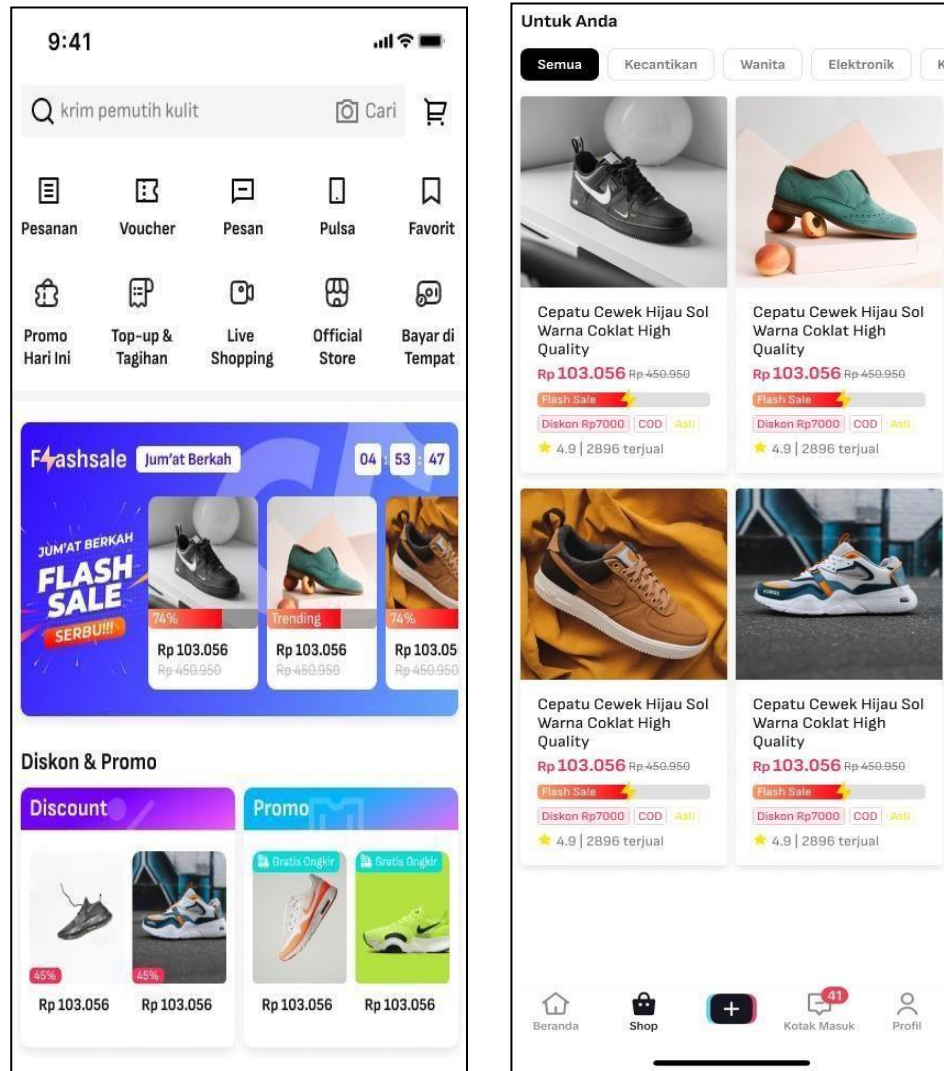 9:41
krim pemutih kulit
Cari
Pesanan
Voucher
Pesan
Pulsa
Favorit
Promo Hari Ini
Top-up & Tagihan
Live Shopping
Official Store
Bayar di Tempat
Flashsale
Jum'at Berkah
04 : 53 : 47
JUM'AT BERKAH
FLASH
SALE
SERBU!!!
74%
Trending
74%
Rp 103.056
Rp 103.056
Rp 103.05
Rp 450.950
Rp 450.950
Rp 450.950
Diskon & Promo
Discount
Promo
Gratis Ongkir
Gratis Ongkir
45%
45%
Rp 103.056
Rp 103.056
Rp 103.056
Rp 103.056
Untuk Anda
Semua
Kecantikan
Wanita
Elektronik
K
Cepatu Cewek Hijau Sol
Warna Coklat High
Quality
Rp 103.056 Rp 450.950
Flash Sale
Diskon Rp7000 COD Asli
4.9 | 2896 terjual
Cepatu Cewek Hijau Sol
Warna Coklat High
Quality
Rp 103.056 Rp 450.950
Flash Sale
Diskon Rp7000 COD Asli
4.9 | 2896 terjual
Cepatu Cewek Hijau Sol
Warna Coklat High
Quality
Rp 103.056 Rp 450.950
Flash Sale
Diskon Rp7000 COD Asli
4.9 | 2896 terjual
Cepatu Cewek Hijau Sol
Warna Coklat High
Quality
Rp 103.056 Rp 450.950
Flash Sale
Diskon Rp7000 COD Asli
4.9 | 2896 terjual
Beranda
Shop
41
Kotak Masuk
Profil